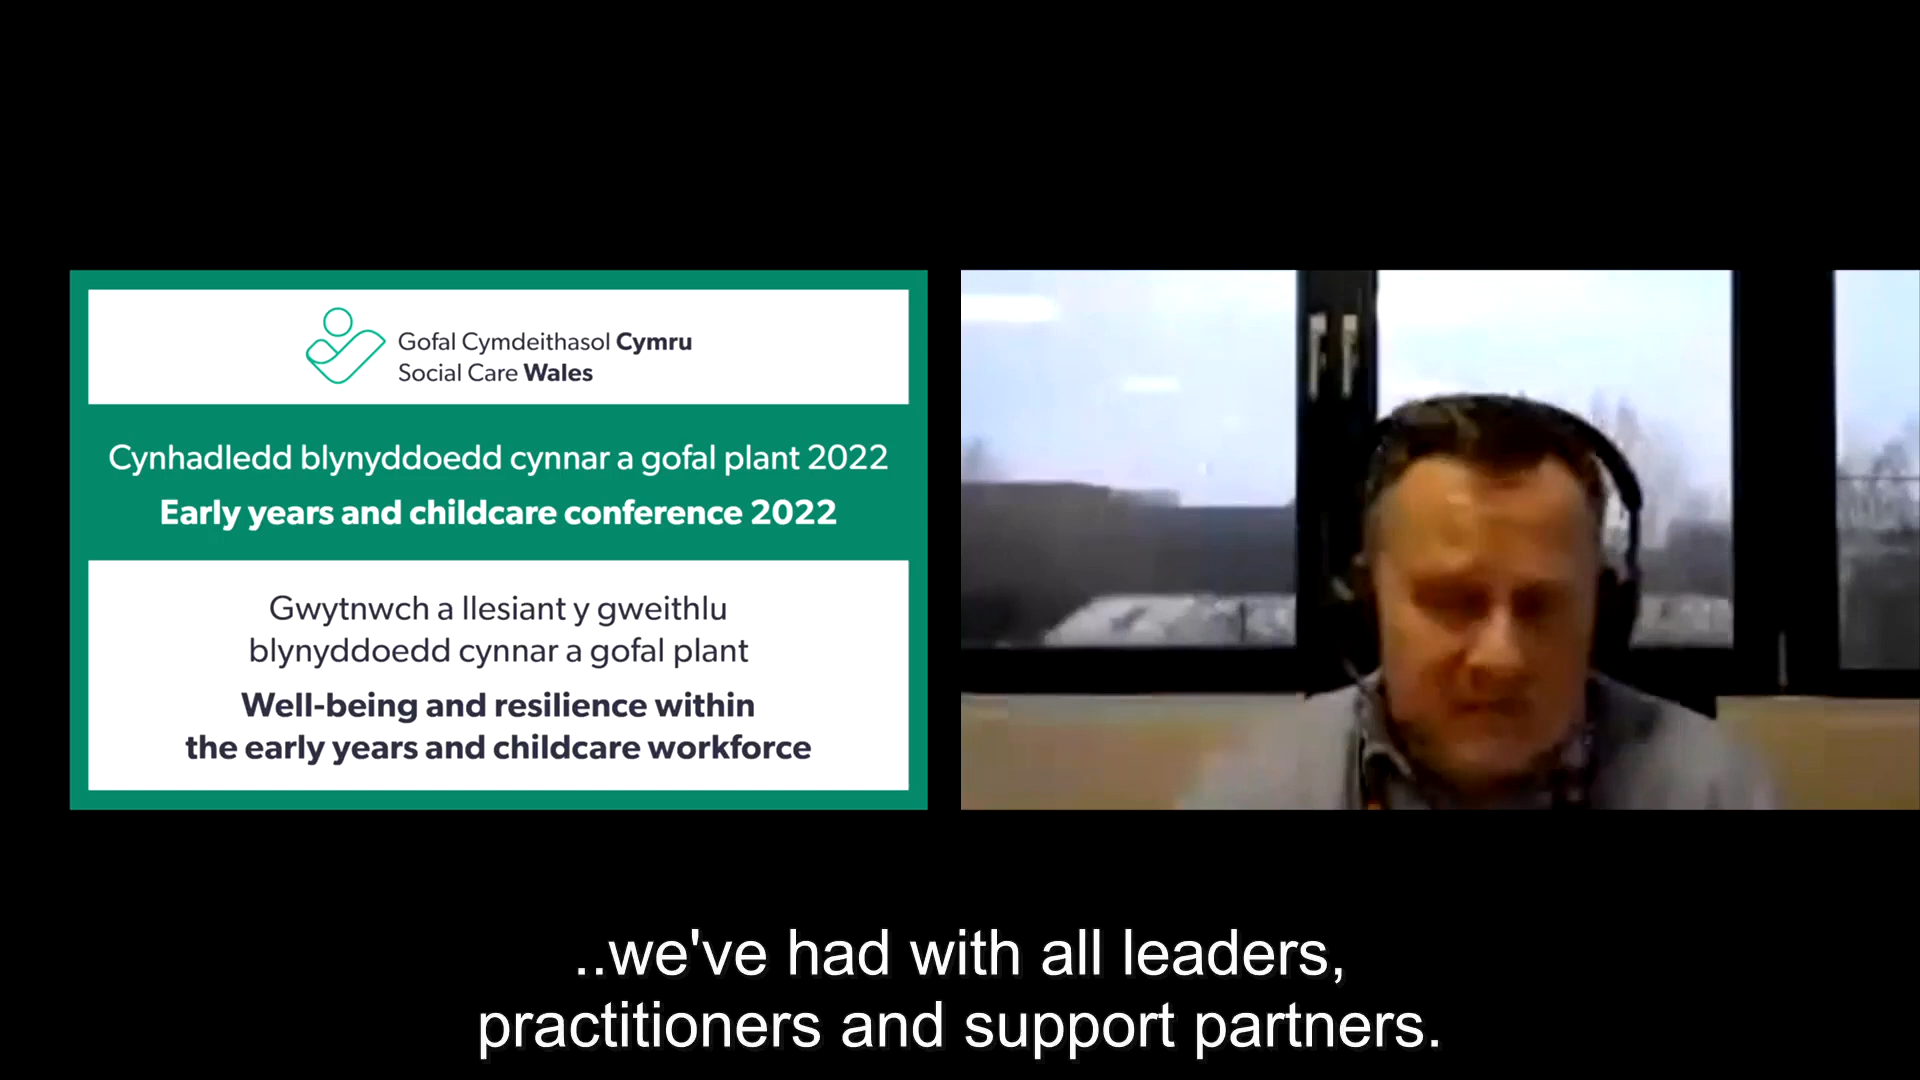 Gofal Cymdeithasol Cymru
Social Care Wales
Cynhadledd blynyddoedd cynnar a gofal plant 2022
Early years and childcare conference 2022
Gwytnwch a llesiant y gweithlu
blynyddoedd cynnar a gofal plant
Well-being and resilience within
the early years and childcare workforce
..we've had with all leaders,
practitioners and support partners.